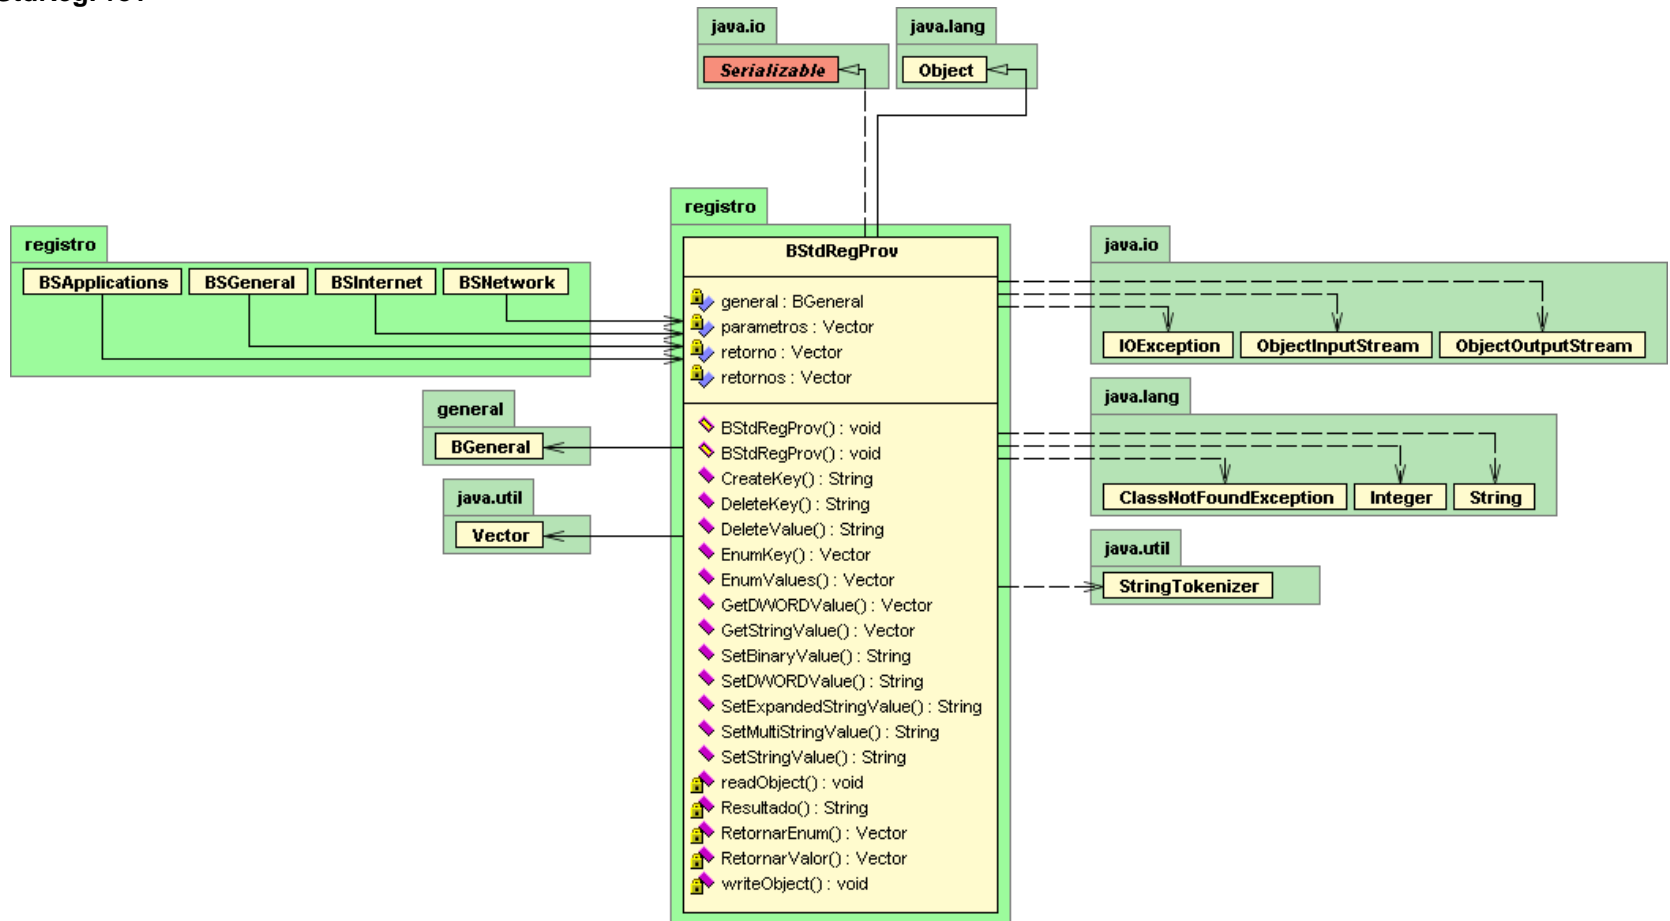 java.io
java.lang
Serializable
Object
registro
registro
BSApplications
BSGeneral
BSInternet
BSNetwork
general
BGeneral
java.util
Vector
BStdRegProv
general : BGeneral
parametros : Vector
retorno : Vector
retornos : Vector
BStdRegProv() : void
BStdRegProv() : void
CreateKey() : String
DeleteKey() : String
DeleteValue() : String
EnumKey() : Vector
EnumValues() : Vector
GetDWORDValue() : Vector
GetStringValue() : Vector
SetBinaryValue() : String
SetDWORDValue() : String
SetExpandedStringValue() : String
SetMultiStringValue() : String
SetStringValue() : String
readObject() : void
Resultado() : String
RetornarEnum() : Vector
RetornarValor() : Vector
writeObject() : void
java.io
IOException
ObjectInputStream
ObjectOutputStream
java.lang
ClassNotFoundException
Integer
String
java.util
StringTokenizer